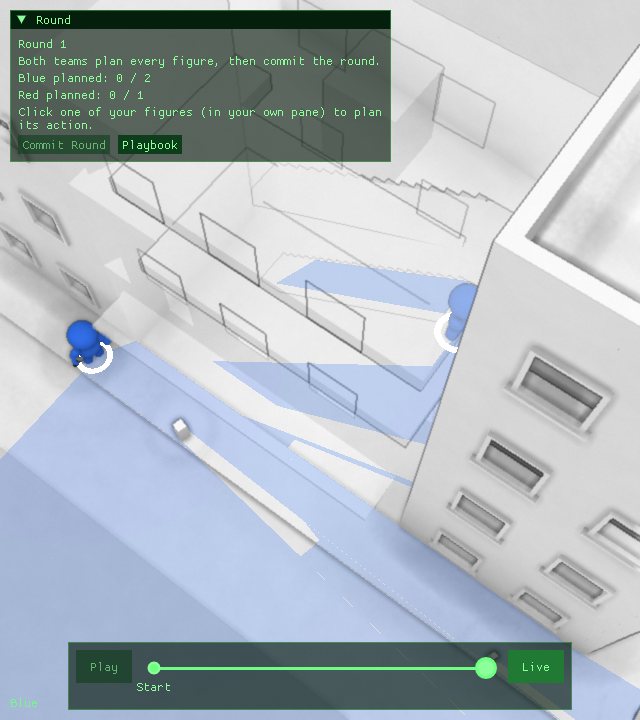 Round
Round 1
Both teams plan every figure, then commit the round.
Blue planned: 0 / 2
Red planned: 0 / 1
Click one of your figures (in your own pane) to plan
its action.
Commit Round Playbook
Play Live
Start
Blue